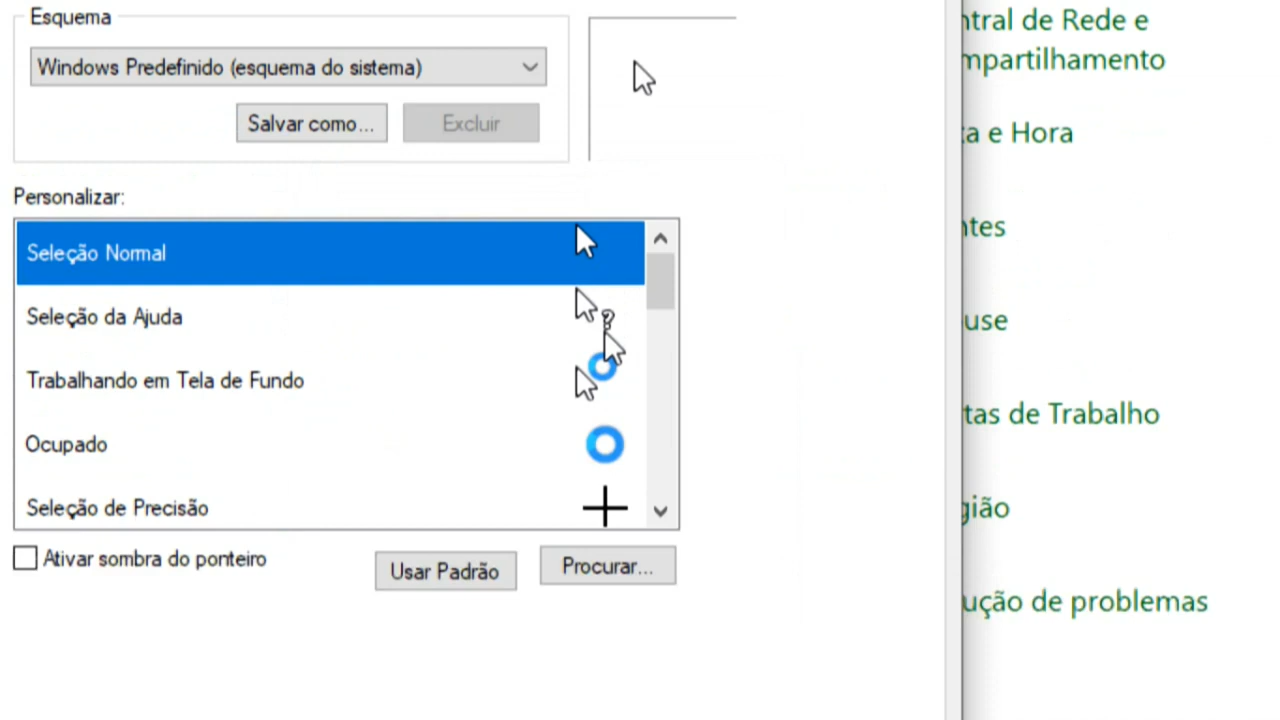 Esquema
Windows Predefinido (esquema do sistema)
Salvar como...
Excluir
Personalizar:
Seleção Normal
Seleção da Ajuda
Trabalhando em Tela de Fundo
Ocupado
Seleção de Precisão
Ativar sombra do ponteiro
Usar Padrão
Procurar...
ntral de Rede e
mpartilhamento
a e Hora
ntes
use
tas de Trabalho
gião
ução de problemas